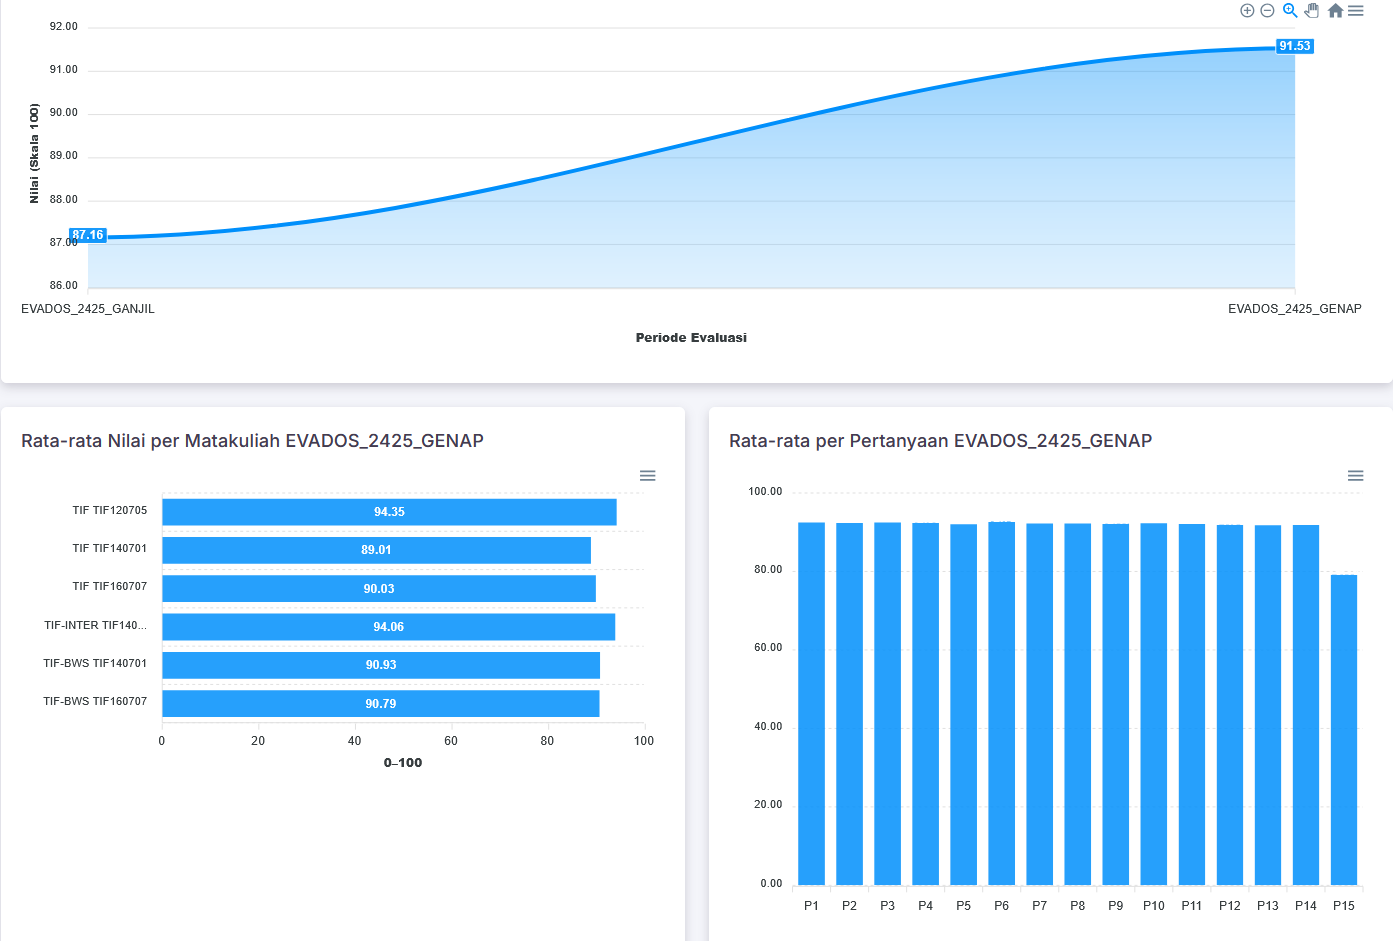 92.00
91.53
91.00
90.00
Nilai (Skala 100)
89.00
88.00
87.16
87.00
86.00
EVADOS_2425_GANJIL
EVADOS_2425_GENAP
Periode Evaluasi
Rata-rata Nilai per Matakuliah EVADOS_2425_GENAP
TIF TIF120705
94.35
TIF TIF140701
89.01
TIF TIF160707
90.03
TIF-INTER TIF140...
94.06
TIF-BWS TIF140701
90.93
TIF-BWS TIF160707
90.79
0 20 40 60 80 100
0–100
Rata-rata per Pertanyaan EVADOS_2425_GENAP
100.00
80.00
60.00
40.00
20.00
0.00
P1 P2 P3 P4 P5 P6 P7 P8 P9 P10 P11 P12 P13 P14 P15